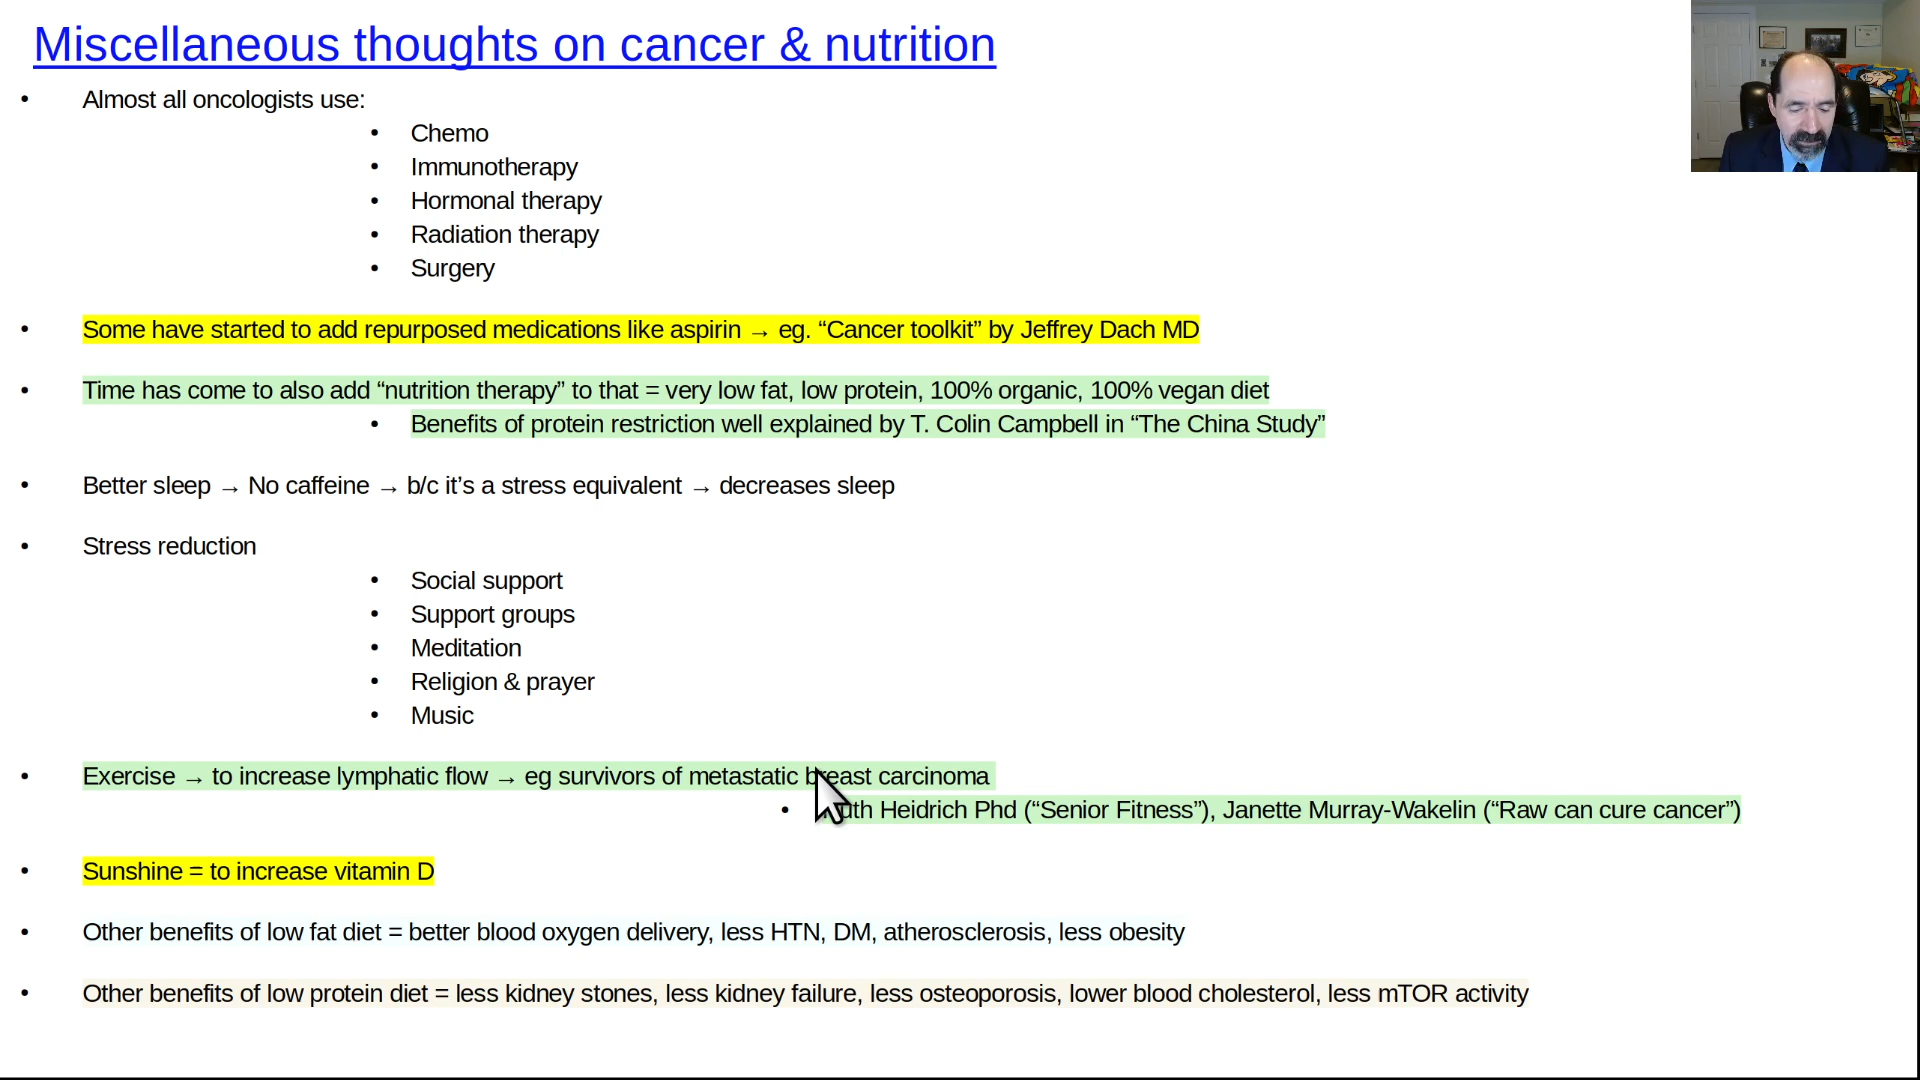 Miscellaneous thoughts on cancer & nutrition
• Almost all oncologists use:
• Chemo
• Immunotherapy
• Hormonal therapy
• Radiation therapy
• Surgery
• Some have started to add repurposed medications like aspirin → eg. “Cancer toolkit” by Jeffrey Dach MD
• Time has come to also add “nutrition therapy” to that = very low fat, low protein, 100% organic, 100% vegan diet
• Benefits of protein restriction well explained by T. Colin Campbell in “The China Study”
• Better sleep → No caffeine → b/c it’s a stress equivalent → decreases sleep
• Stress reduction
• Social support
• Support groups
• Meditation
• Religion & prayer
• Music
• Exercise → to increase lymphatic flow → eg survivors of metastatic breast carcinoma
• Heidrich Phd (“Senior Fitness”), Janette Murray-Wakelin (“Raw can cure cancer”)
• Sunshine = to increase vitamin D
• Other benefits of low fat diet = better blood oxygen delivery, less HTN, DM, atherosclerosis, less obesity
• Other benefits of low protein diet = less kidney stones, less kidney failure, less osteoporosis, lower blood cholesterol, less mTOR activity